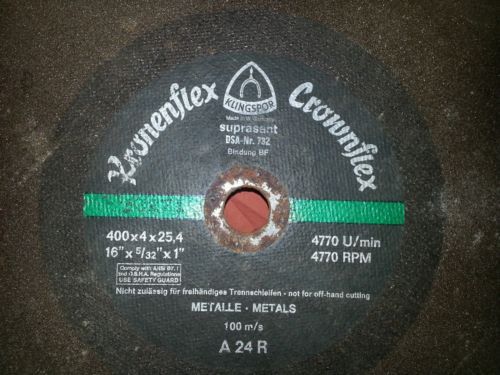 Kronenflex
KLINGSPOR
Crownflex
Made in W. Germany
suprasant
DSA-Nr. 732
Bindung BF
400 x 4 x 25,4
16" x 5/32" x 1"
4770 U/min
4770 RPM
Comply with ANSI B7.1
and O.S.H.A. Regulations
USE SAFETY GUARD
Nicht zulässig für freihändiges Trennschleifen - not for off-hand cutting
METALLE - METALS
100 m/s
A 24 R